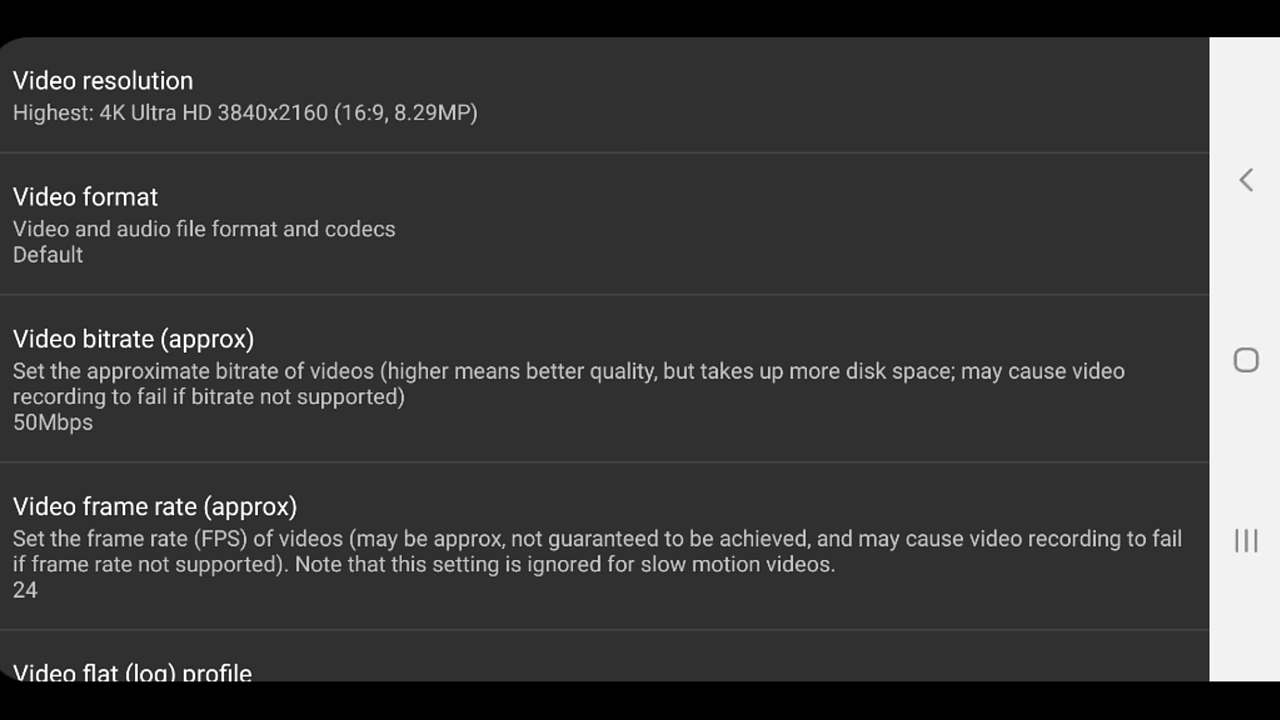 Video resolution
Highest: 4K Ultra HD 3840x2160 (16:9, 8.29MP)
Video format
Video and audio file format and codecs
Default
Video bitrate (approx)
Set the approximate bitrate of videos (higher means better quality, but takes up more disk space; may cause video
recording to fail if bitrate not supported)
50Mbps
Video frame rate (approx)
Set the frame rate (FPS) of videos (may be approx, not guaranteed to be achieved, and may cause video recording to fail
if frame rate not supported). Note that this setting is ignored for slow motion videos.
24
Video flat (log) profile